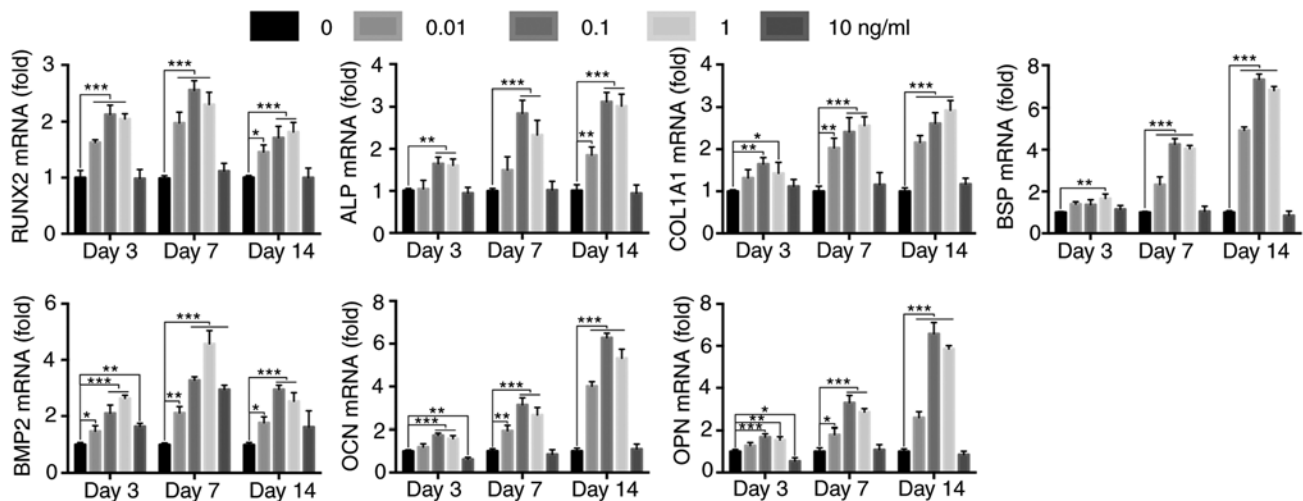 0 0.01 0.1 1 10 ng/ml
RUNX2 mRNA (fold)
3
2
1
0
*** *** ***
*
Day 3 Day 7 Day 14
ALP mRNA (fold)
4
3
2
1
0
** *** ***
**
Day 3 Day 7 Day 14
COL1A1 mRNA (fold)
4
3
2
1
0
* *** ***
** **
Day 3 Day 7 Day 14
BSP mRNA (fold)
8
6
4
2
0
** *** ***
Day 3 Day 7 Day 14
BMP2 mRNA (fold)
6
4
2
0
** *** ***
*** ** *
*
Day 3 Day 7 Day 14
OCN mRNA (fold)
8
6
4
2
0
** *** ***
*** **
Day 3 Day 7 Day 14
OPN mRNA (fold)
8
6
4
2
0
* *** ***
** *
***
Day 3 Day 7 Day 14